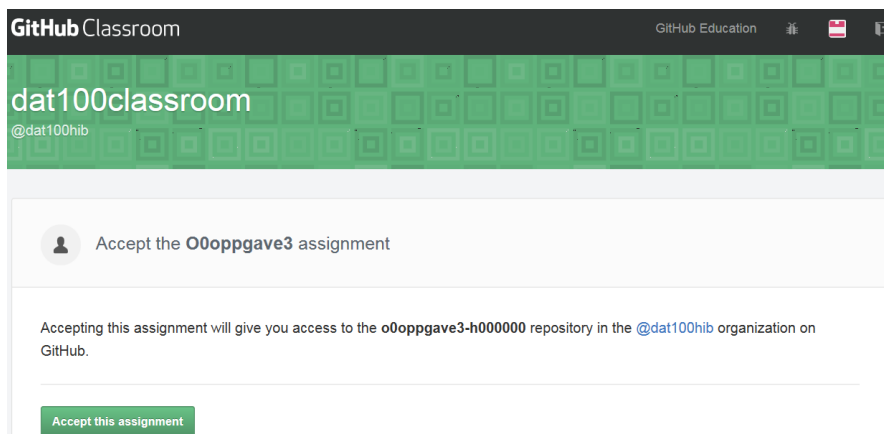 GitHub Classroom
GitHub Education
dat100classroom
@dat100hib
Accept the O0oppgave3 assignment
Accepting this assignment will give you access to the o0oppgave3-h000000 repository in the @dat100hib organization on
GitHub.
Accept this assignment